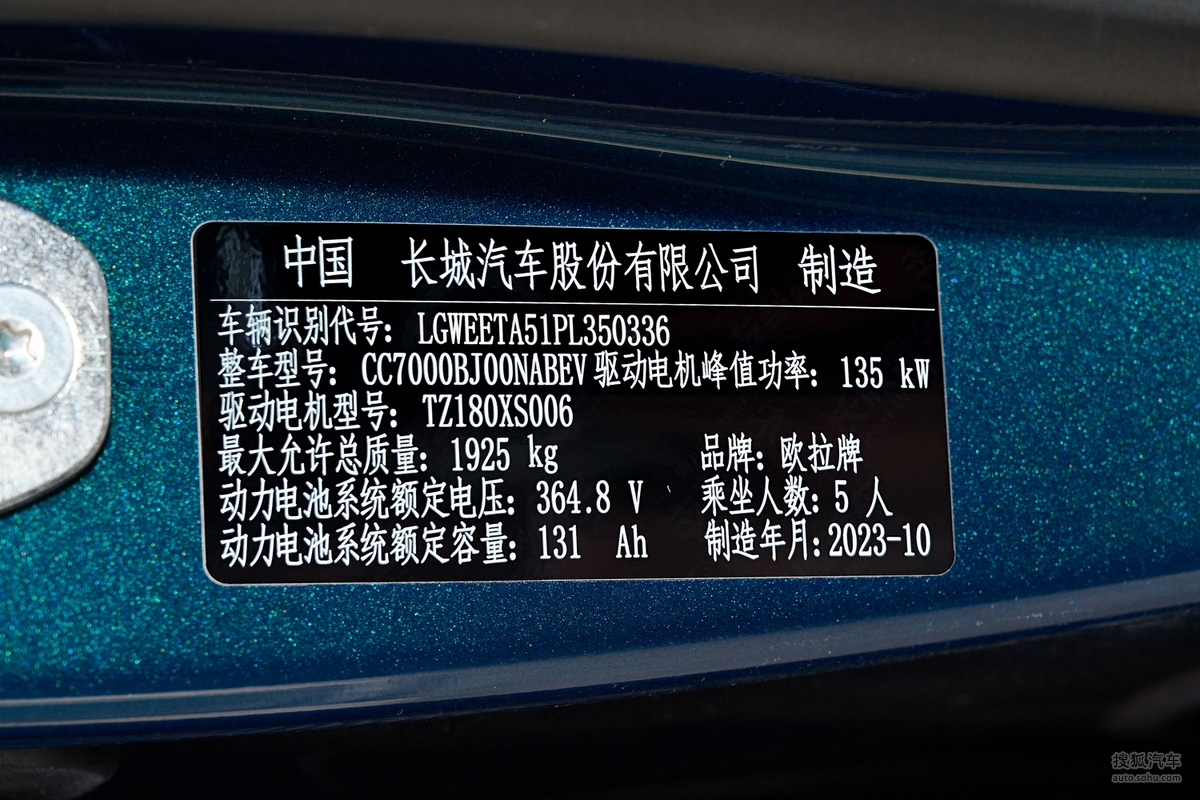 中国 长城汽车股份有限公司 制造
车辆识别代号: LGWEETA51PL350336
整车型号: CC7000BJ00NABEV 驱动电机峰值功率: 135 kW
驱动电机型号: TZ180XS006
最大允许总质量: 1925 kg 品牌: 欧拉牌
动力电池系统额定电压: 364.8 V 乘坐人数: 5 人
动力电池系统额定容量: 131 Ah 制造年月: 2023-10
搜狐汽车
auto.sohu.com